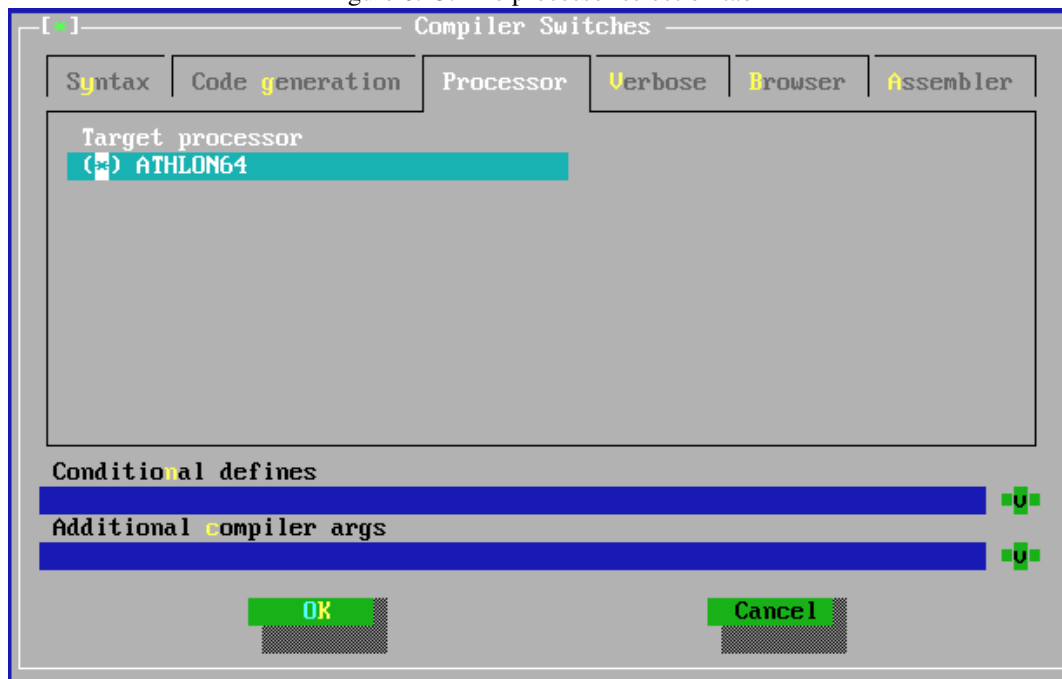 [*] Compiler Switches
Syntax Code generation Processor Verbose Browser Assembler
Target processor
(*) ATHLON64
Conditional defines
v
Additional compiler args
v
OK Cancel